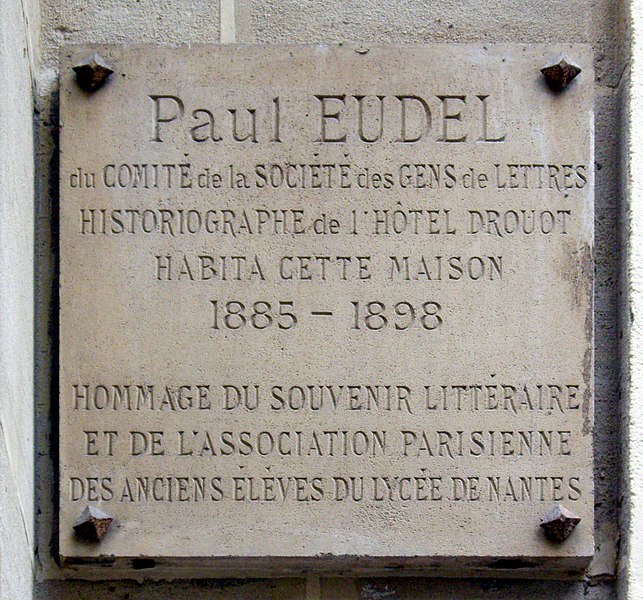 Paul EUDEL
du COMITÉ de la SOCIÉTÉ des GENS de LETTRES
HISTORIOGRAPHE de l'HÔTEL DROUOT
HABITA CETTE MAISON
1885 - 1898
HOMMAGE DU SOUVENIR LITTÉRAIRE
ET DE L'ASSOCIATION PARISIENNE
DES ANCIENS ÉLÈVES DU LYCÉE DE NANTES